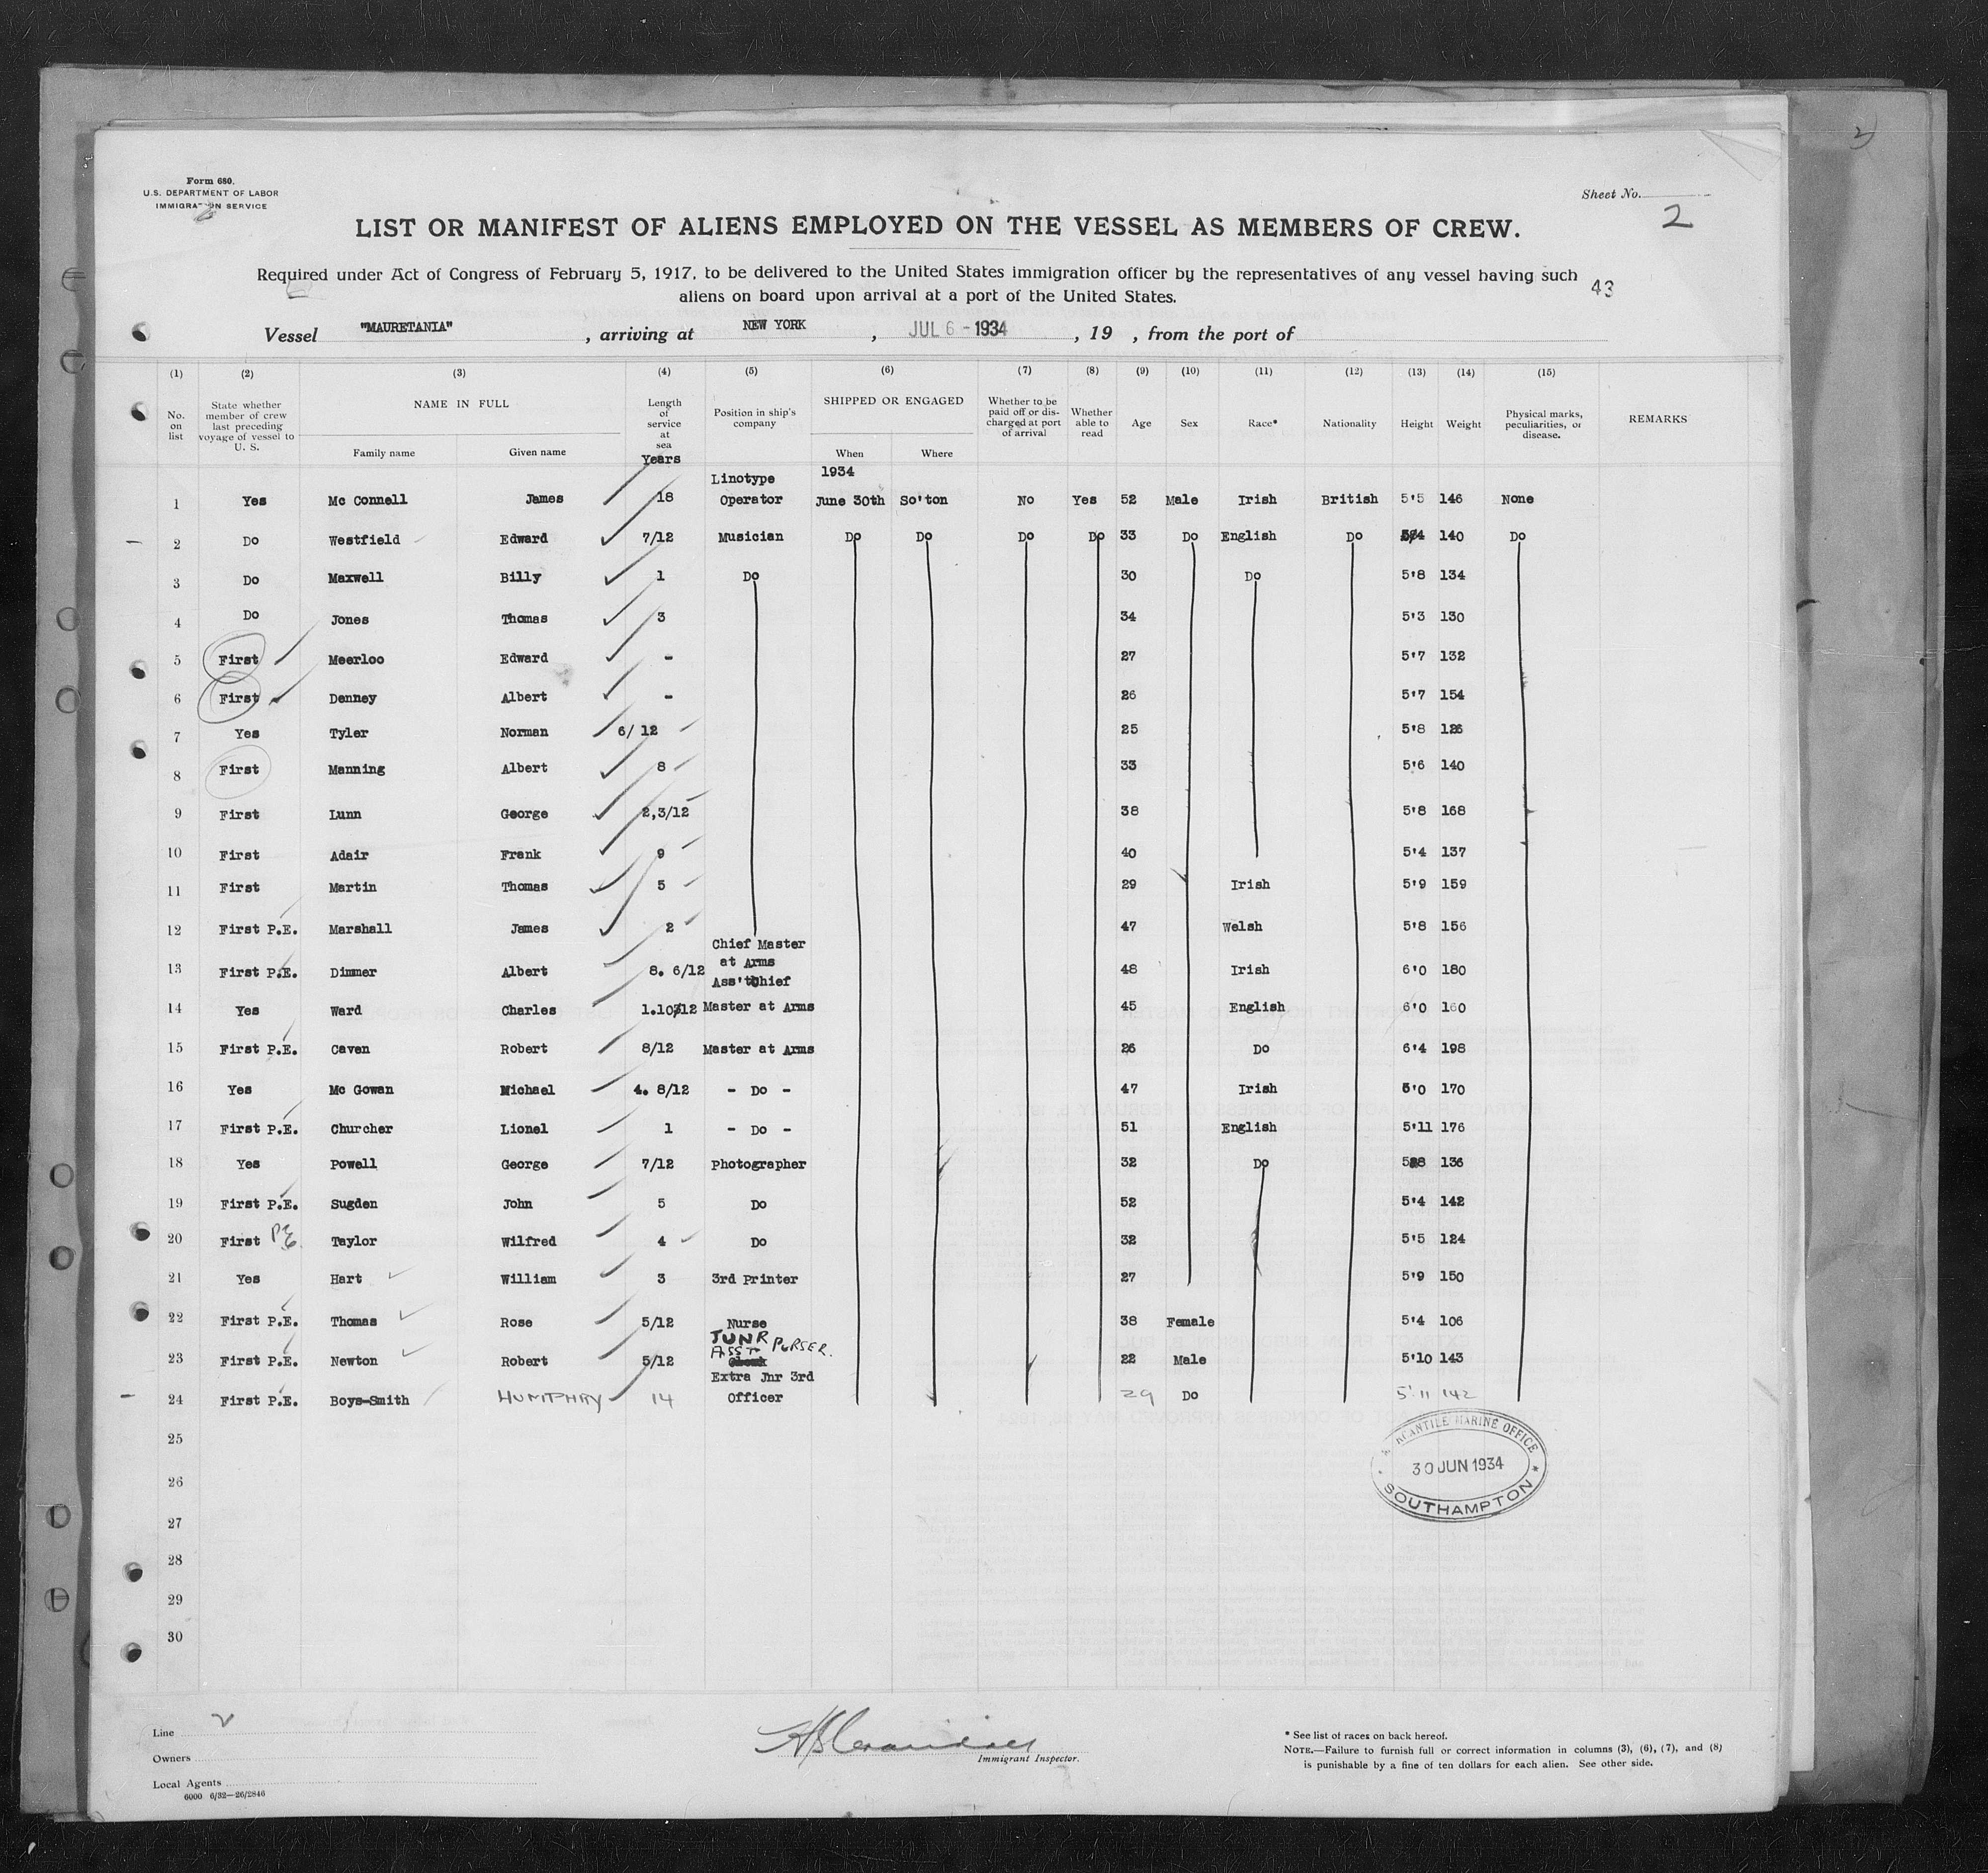 Form 680.
U.S. DEPARTMENT OF LABOR
IMMIGRATION SERVICE
Sheet No.
2
LIST OR MANIFEST OF ALIENS EMPLOYED ON THE VESSEL AS MEMBERS OF CREW.
Required under Act of Congress of February 5, 1917, to be delivered to the United States immigration officer by the representatives of any vessel having such
aliens on board upon arrival at a port of the United States.
43
Vessel "MAURETANIA" , arriving at NEW YORK , JUL 6 - 1934 , 19 , from the port of
(1) (2) (3) (4) (5) (6) (7) (8) (9) (10) (11) (12) (13) (14) (15)
No. on list State whether member of crew last preceding voyage of vessel to U. S. NAME IN FULL Family name Given name Length of service at sea Years Position in ship's company SHIPPED OR ENGAGED When Where Whether to be paid off or discharged at port of arrival Whether able to read Age Sex Race* Nationality Height Weight Physical marks, peculiarities, or disease. REMARKS
1 Yes Mc Connell James 18 Linotype Operator 1934 June 30th So'ton No Yes 52 Male Irish British 5'5 146 None
2 Do Westfield Edward 7/12 Musician Do Do Do Do 33 Do English Do 140 Do
3 Do Maxwell Billy 1 Do 30 Do 5'8 134
4 Do Jones Thomas 3 34 5'3 130
5 First Meerloo Edward - 27 5'7 132
6 First Denney Albert - 26 5'7 154
7 Yes Tyler Norman 6/ 12 25 5'8 126
8 First Manning Albert 8 33 5'6 140
9 First Lunn George 2,3/12 38 5'8 168
10 First Adair Frank 9 40 5'4 137
11 First Martin Thomas 5 29 Irish 5'9 159
12 First P.E. Marshall James 2 47 Welsh 5'8 156
13 First P.E. Dimmer Albert 8. 6/12 Chief Master at Arms 48 Irish 6'0 180
14 Yes Ward Charles Ass't Chief Master at Arms 45 English 6'0 160
15 First P.E. Caven Robert 8/12 Master at Arms 26 Do 6'4 198
16 Yes Mc Gowan Michael 4. 8/12 - Do - 47 Irish 6'0 170
17 First P.E. Churcher Lionel 1 - Do - 51 English 5'11 176
18 Yes Powell George 7/12 Photographer 32 Do 136
19 First P.E. Sugden John 5 Do 52 5'4 142
20 First P.E. Taylor Wilfred 4 Do 32 5'5 124
21 Yes Hart William 3 3rd Printer 27 5'9 150
22 First P.E. Thomas Rose 5/12 Nurse 38 Female 5'4 106
23 First P.E. Newton Robert 5/12 JUNR ASST PURSER. 22 Male 5'10 143
24 First P.E. Boys-Smith HUMPHRY 14 Extra Jnr 3rd Officer 29 Do 5'11 142
25
26
27
28
29
30
MERCANTILE MARINE OFFICE
30 JUN 1934
SOUTHAMPTON
Line
Owners
Local Agents
6000 6/32—26/2846
Immigrant Inspector.
* See list of races on back hereof.
NOTE.—Failure to furnish full or correct information in columns (3), (6), (7), and (8)
is punishable by a fine of ten dollars for each alien. See other side.